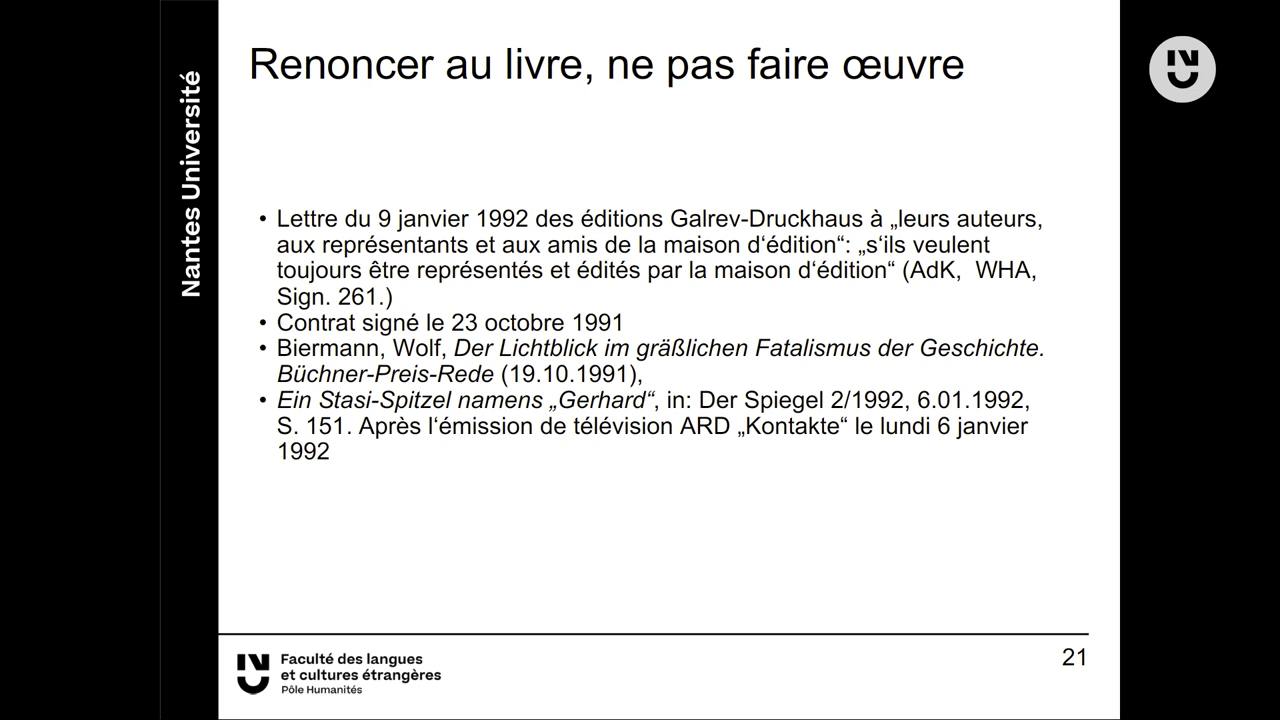 Nantes Université
Renoncer au livre, ne pas faire œuvre
• Lettre du 9 janvier 1992 des éditions Galrev-Druckhaus à „leurs auteurs,
aux représentants et aux amis de la maison d‘édition“: „s‘ils veulent
toujours être représentés et édités par la maison d‘édition“ (AdK,  WHA,
Sign. 261.)
• Contrat signé le 23 octobre 1991
• Biermann, Wolf, Der Lichtblick im gräßlichen Fatalismus der Geschichte.
Büchner-Preis-Rede (19.10.1991),
• Ein Stasi-Spitzel namens „Gerhard“, in: Der Spiegel 2/1992, 6.01.1992,
S. 151. Après l‘émission de télévision ARD „Kontakte“ le lundi 6 janvier
1992
Faculté des langues
et cultures étrangères
Pôle Humanités
21